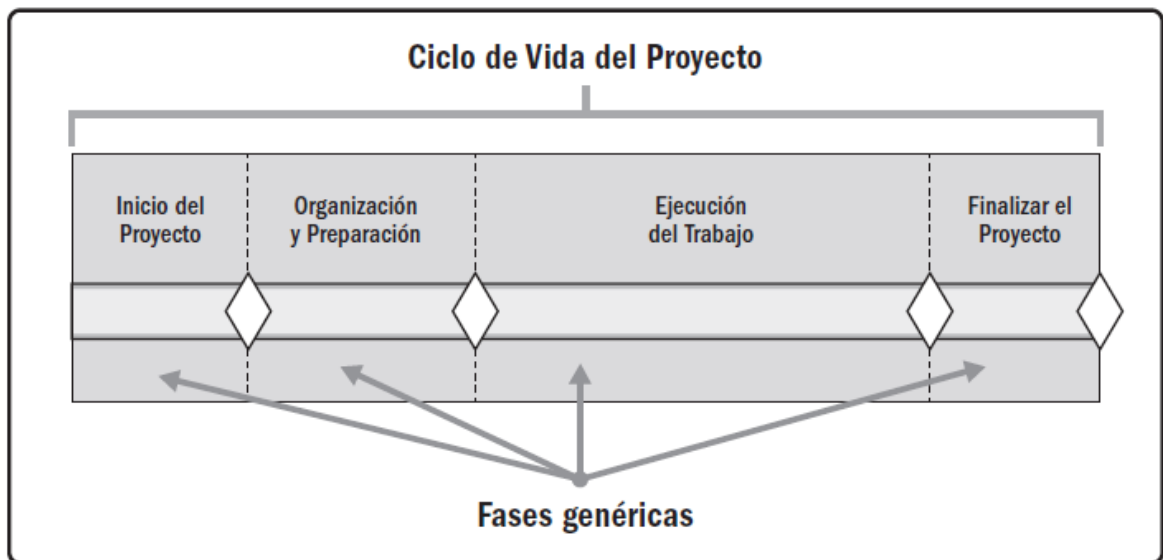 Ciclo de Vida del Proyecto
Inicio del
Proyecto
Organización
y Preparación
Ejecución
del Trabajo
Finalizar el
Proyecto
Fases genéricas